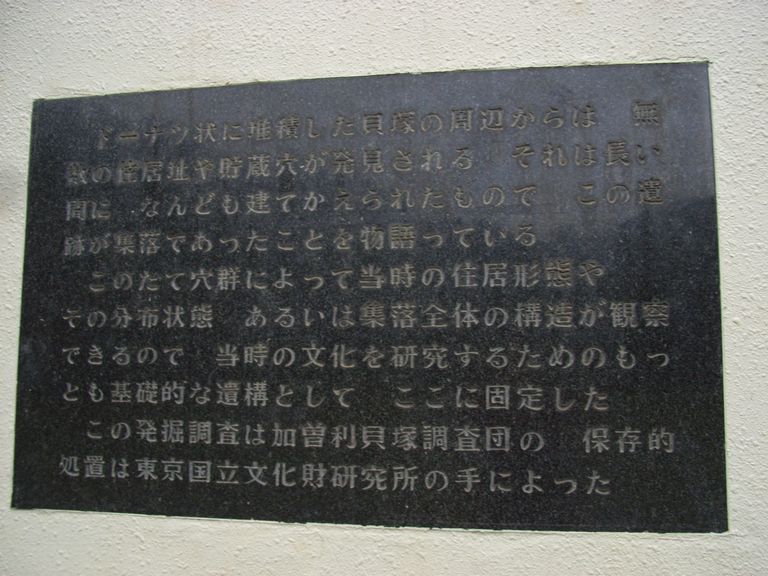 ドーナツ状に堆積した貝塚の周辺からは　無
数の住居址や貯蔵穴が発見される　それは長い
間に　なんども建てかえられたもので　この遺
跡が集落であったことを物語っている
このたて穴群によって当時の住居形態や
その分布状態　あるいは集落全体の構造が観察
できるので　当時の文化を研究するためのもっ
とも基礎的な遺構として　ここに固定した
この発掘調査は加曽利貝塚調査団の　保存的
処置は東京国立文化財研究所の手によった